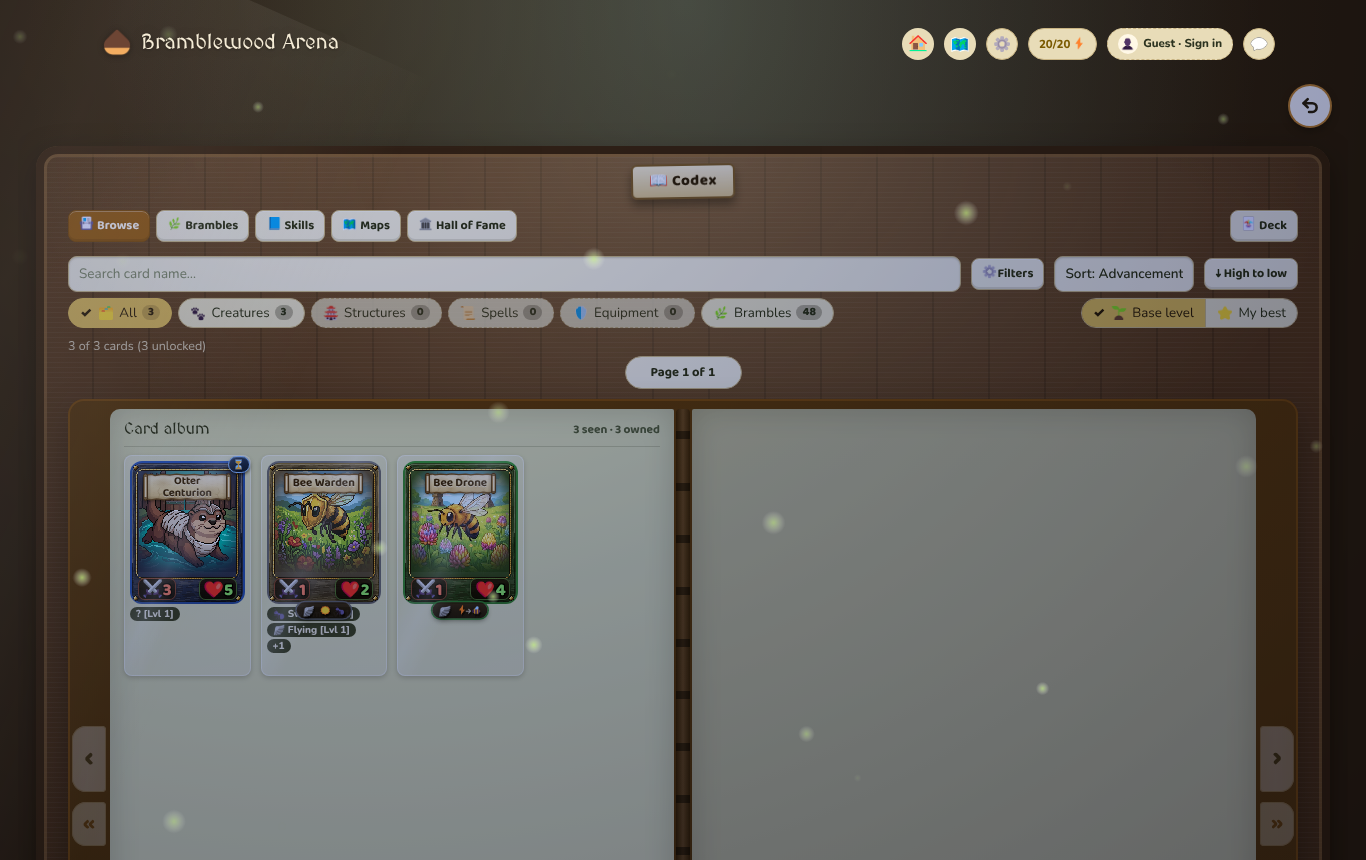 Bramblewood Arena
20/20
Guest · Sign in
Codex
Browse
Brambles
Skills
Maps
Hall of Fame
Deck
Search card name...
Filters
Sort: Advancement
↓High to low
✓ All 3
Creatures 3
Structures 0
Spells 0
Equipment 0
Brambles 48
✓ Base level
My best
3 of 3 cards (3 unlocked)
Page 1 of 1
Card album
3 seen · 3 owned
Otter Centurion
3
5
? [Lvl 1]
Bee Warden
1
2
Flying [Lvl 1]
+1
Bee Drone
1
4
‹
›
«
»